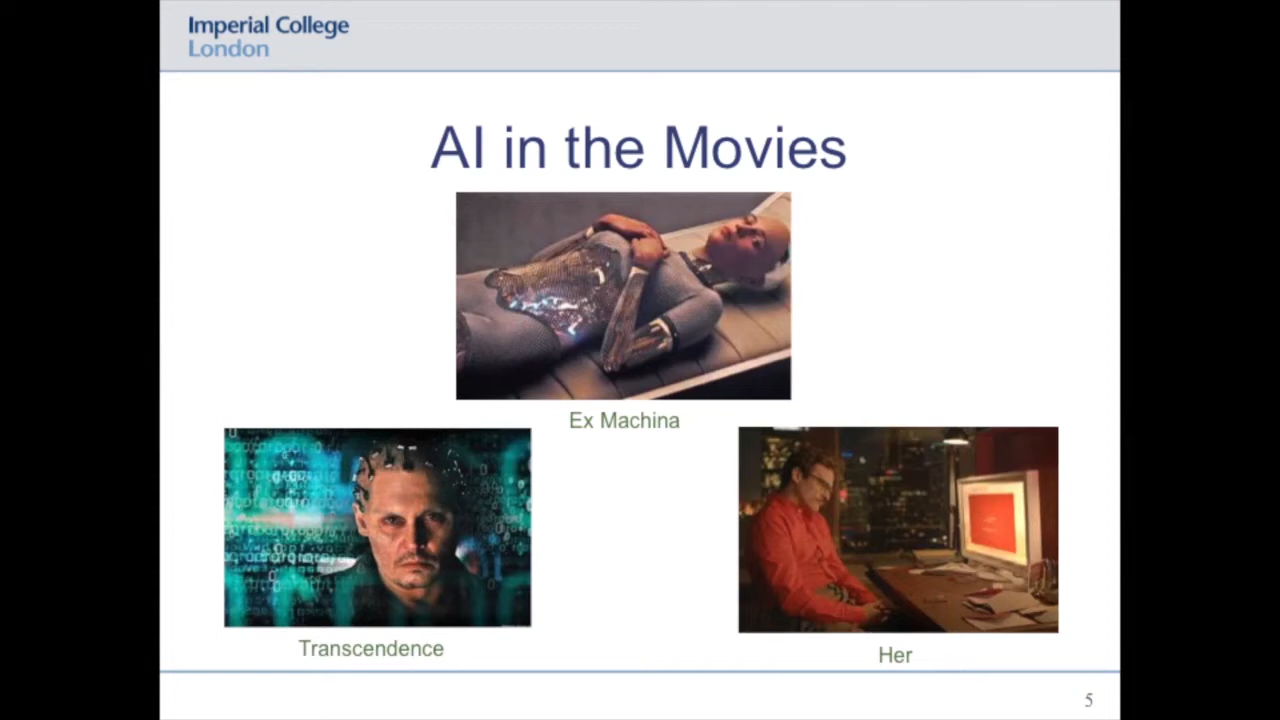 Imperial College
London
AI in the Movies
Ex Machina
Transcendence
Her
5